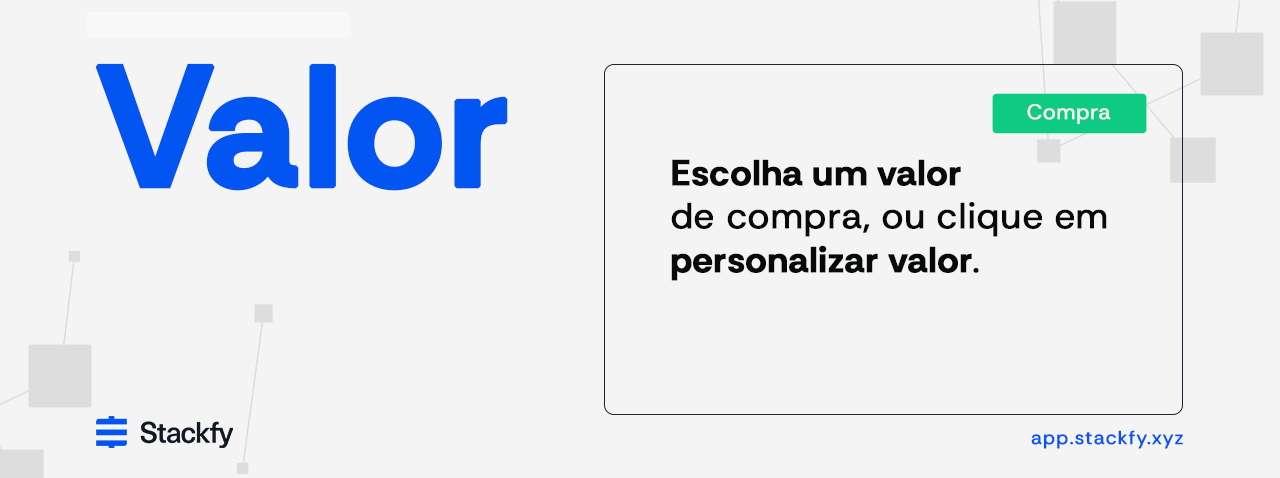 Valor
Compra
Escolha um valor
de compra, ou clique em
personalizar valor.
Stackfy
app.stackfy.xyz